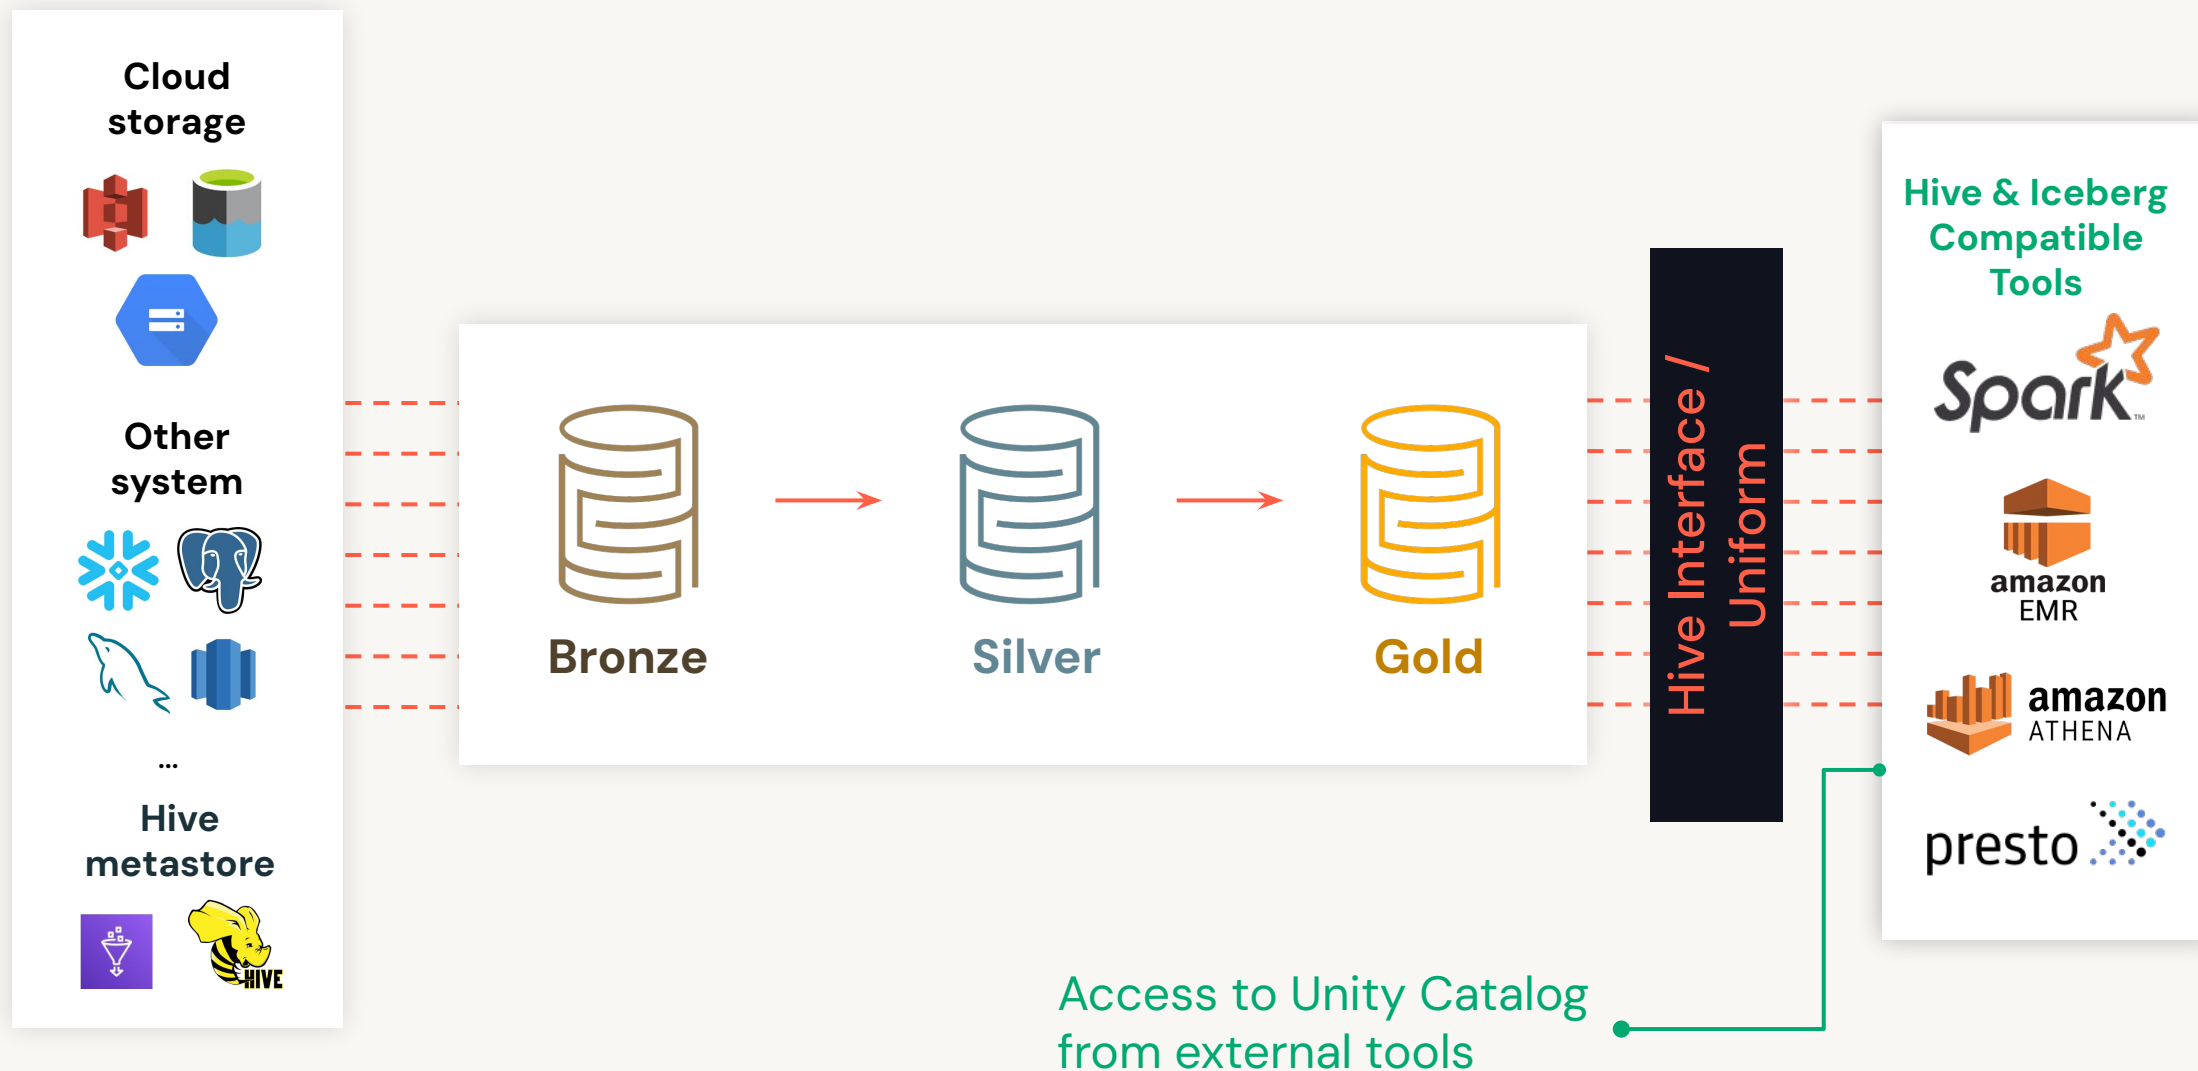 Cloud
storage
Other
system
...
Hive
metastore
HIVE
Bronze
Silver
Gold
Hive Interface /
Uniform
Hive & Iceberg
Compatible
Tools
Spark™
amazon
EMR
amazon
ATHENA
presto
Access to Unity Catalog
from external tools